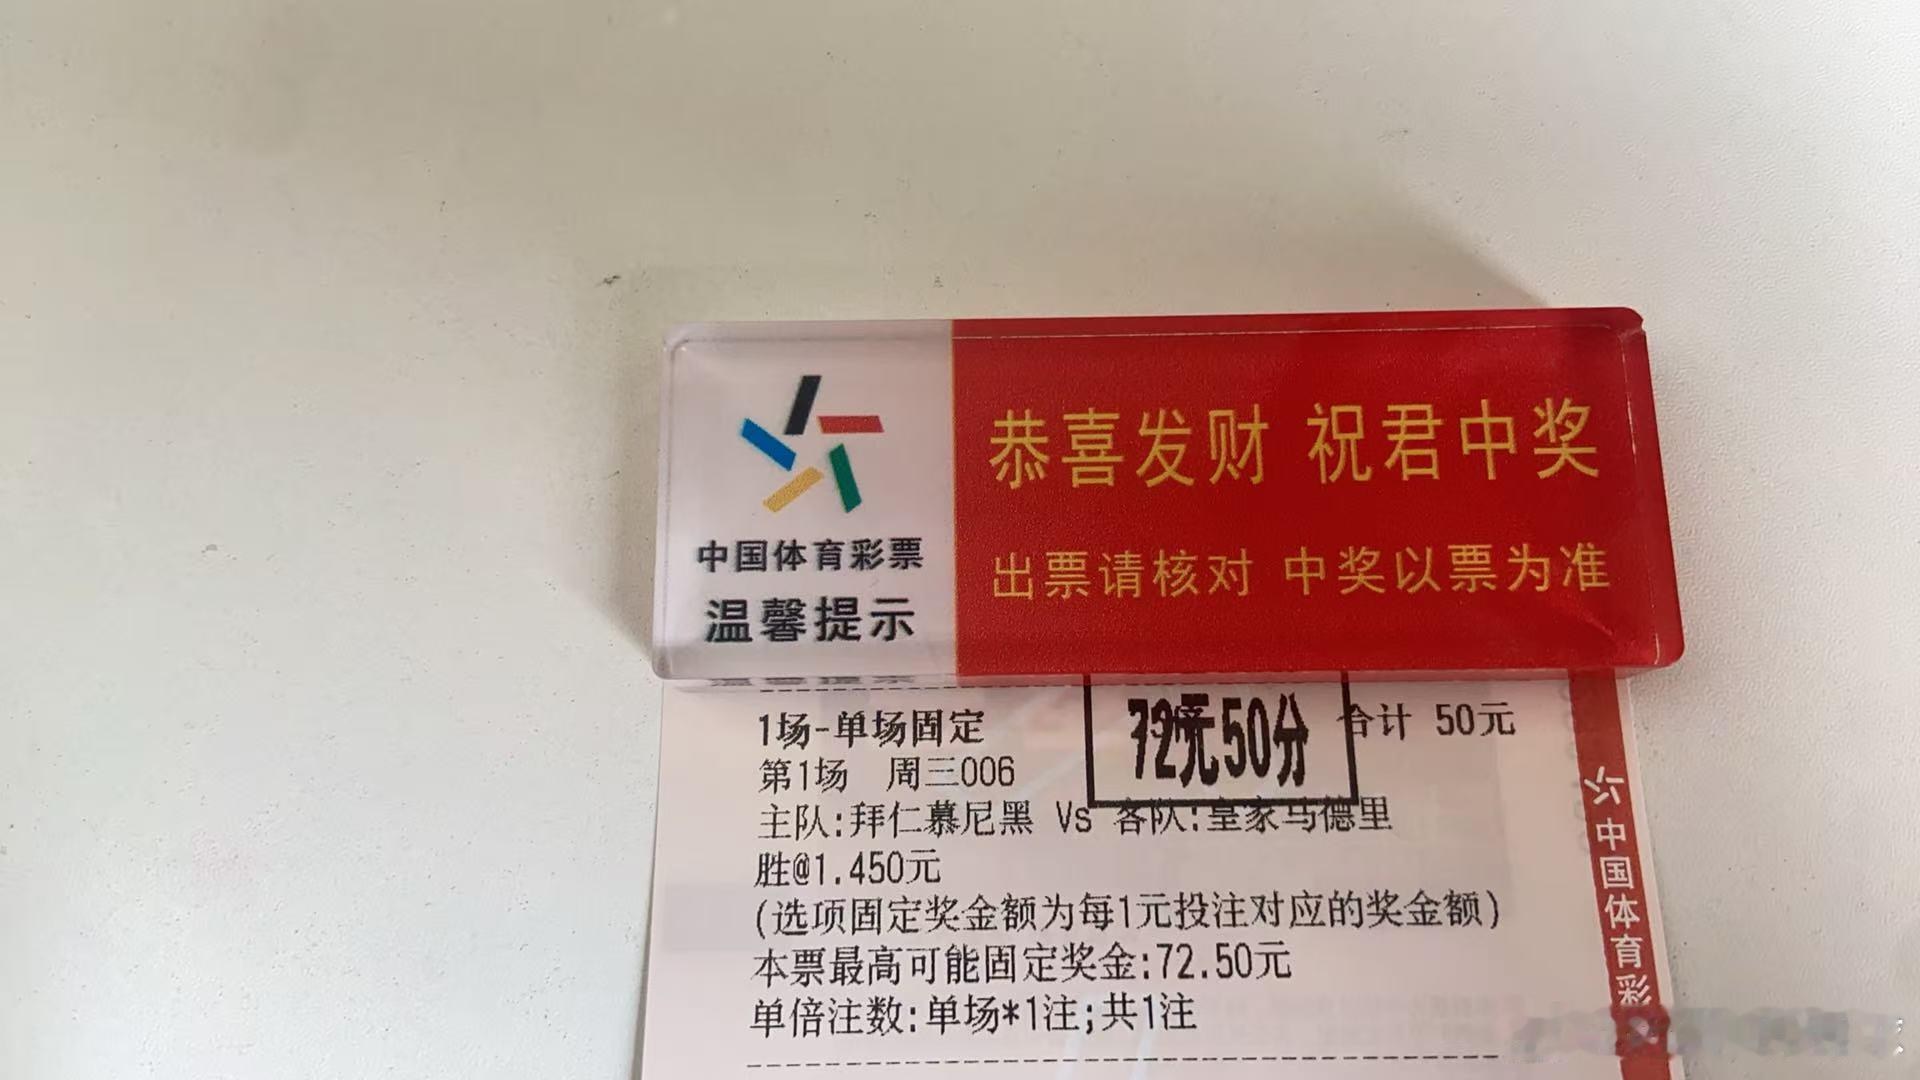 恭喜发财 祝君中奖
出票请核对 中奖以票为准
中国体育彩票
温馨提示
1场-单场固定
72元50分
合计 50元
第1场 周三006
主队:拜仁慕尼黑 Vs 客队:皇家马德里
胜@1.450元
(选项固定奖金额为每1元投注对应的奖金额)
本票最高可能固定奖金:72.50元
单倍注数:单场*1注;共1注
中国体育彩